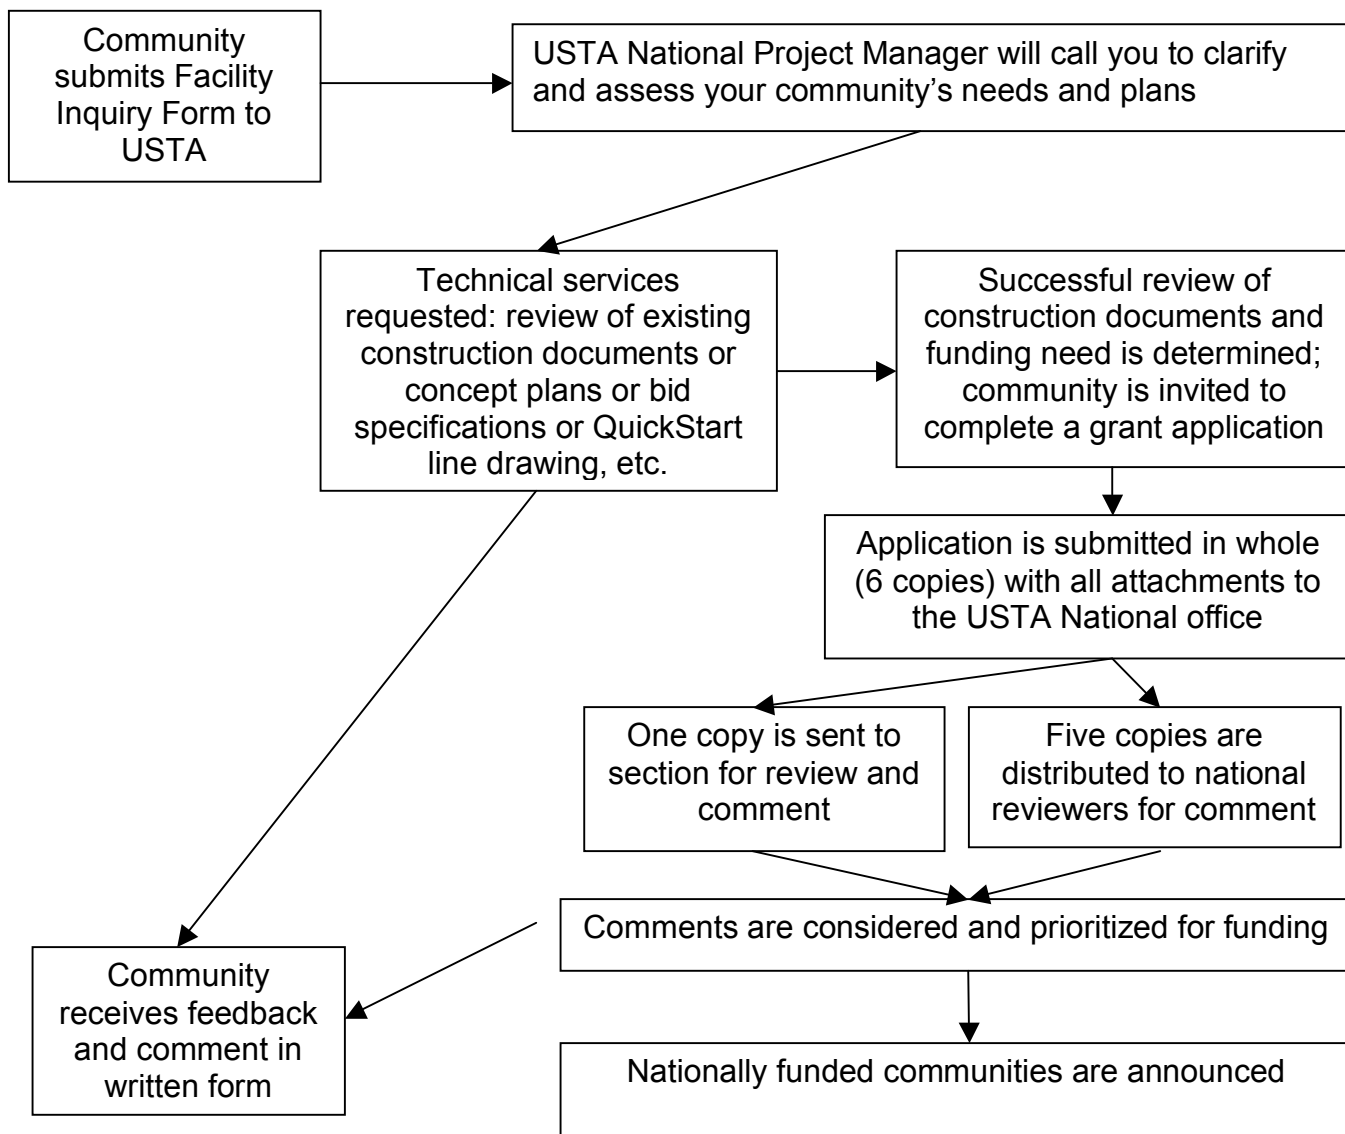 Community
submits Facility
Inquiry Form to
USTA
USTA National Project Manager will call you to clarify
and assess your community’s needs and plans
Technical services
requested: review of existing
construction documents or
concept plans or bid
specifications or QuickStart
line drawing, etc.
Successful review of
construction documents and
funding need is determined;
community is invited to
complete a grant application
Application is submitted in whole
(6 copies) with all attachments to
the USTA National office
One copy is sent to
section for review and
comment
Five copies are
distributed to national
reviewers for comment
Comments are considered and prioritized for funding
Community
receives feedback
and comment in
written form
Nationally funded communities are announced